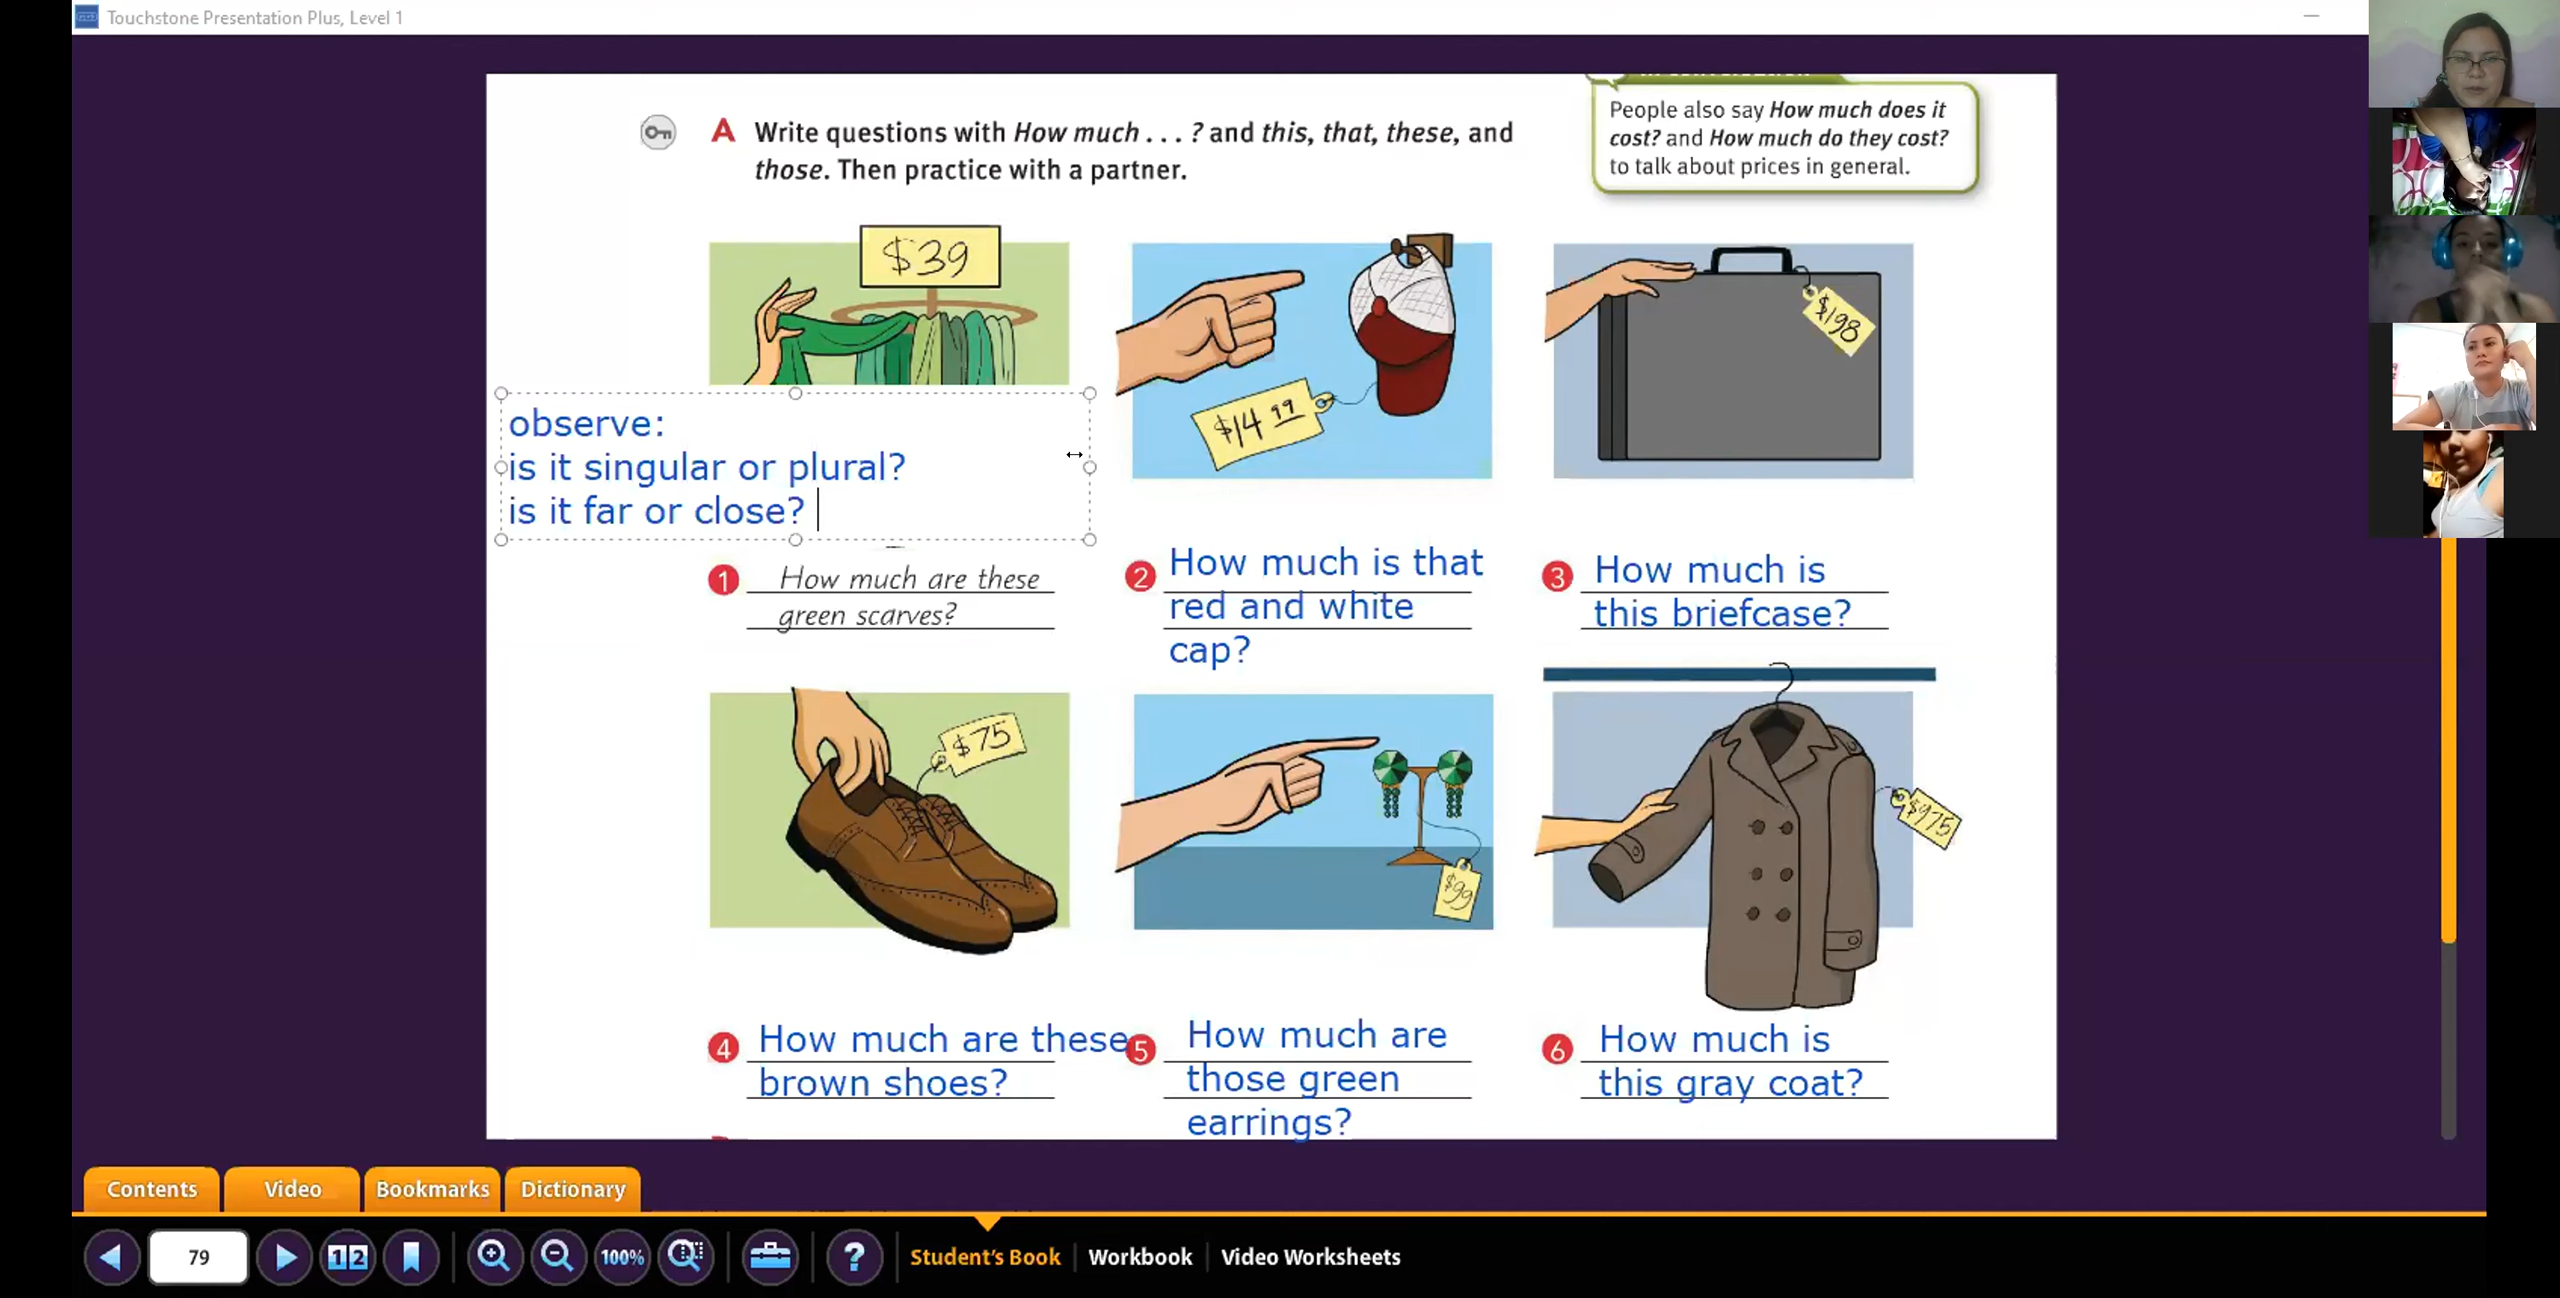 Touchstone Presentation Plus, Level 1
A Write questions with How much . . . ? and this, that, these, and
those. Then practice with a partner.
People also say How much does it
cost? and How much do they cost?
to talk about prices in general.
$39
$14 99
$198
observe:
is it singular or plural?
is it far or close?
1 How much are these
green scarves?
2 How much is that
red and white
cap?
3 How much is
this briefcase?
$75
$99
$975
4 How much are these
brown shoes?
5 How much are
those green
earrings?
6 How much is
this gray coat?
Contents Video Bookmarks Dictionary
79 12 100% ? Student's Book Workbook Video Worksheets